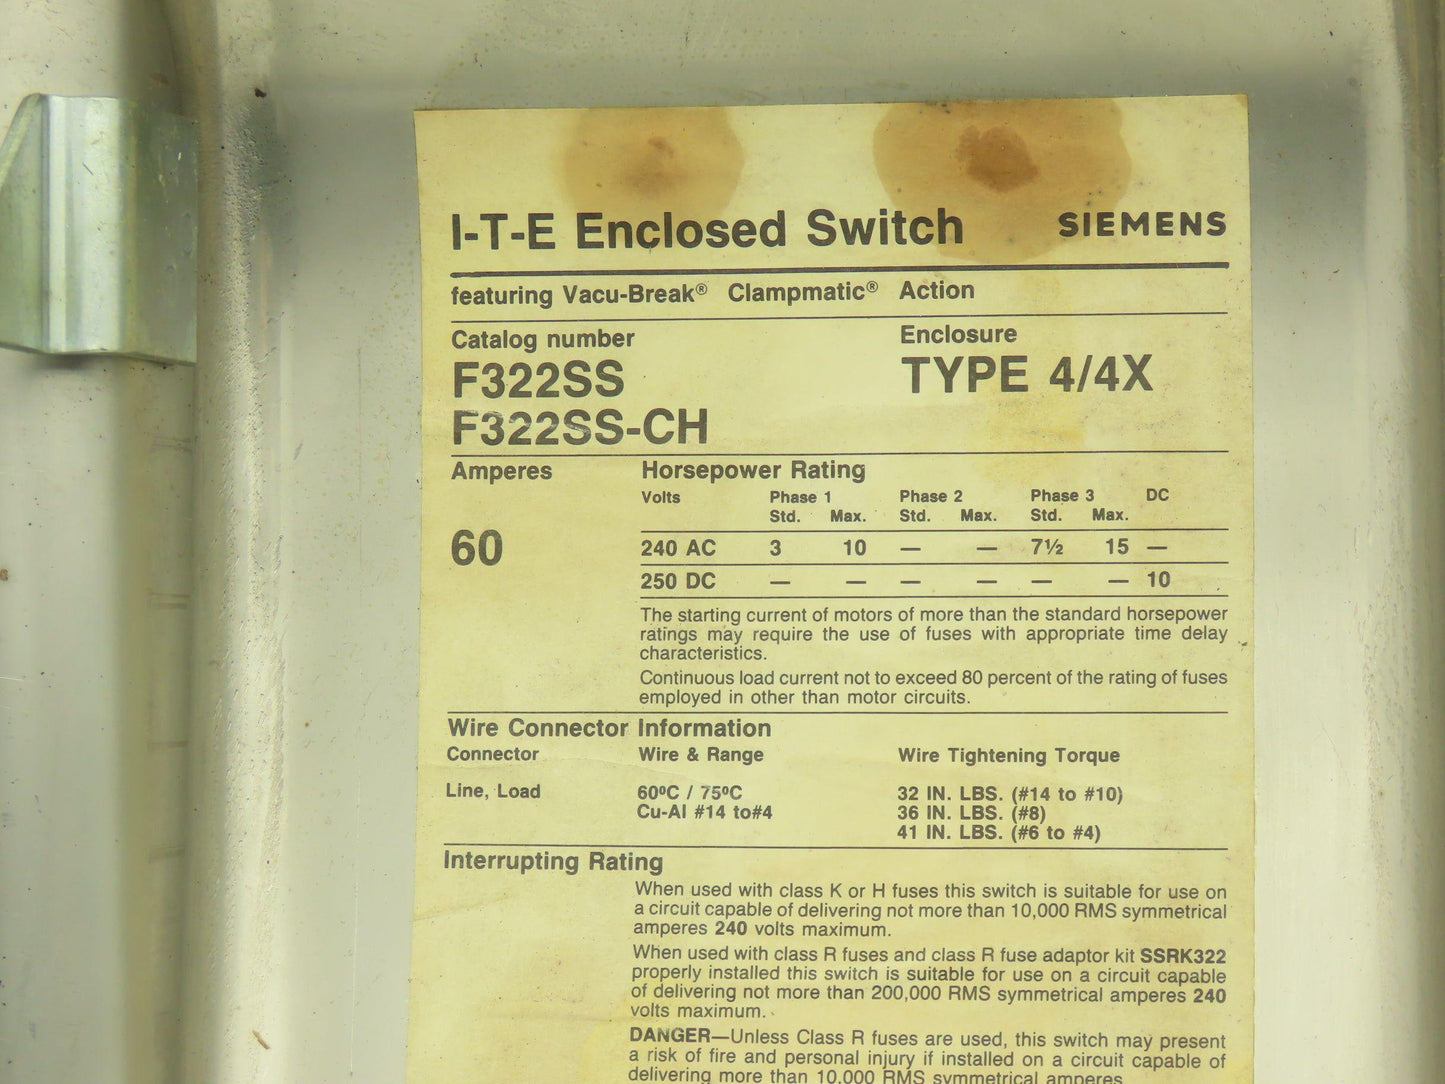 I-T-E Enclosed Switch SIEMENS
featuring Vacu-Break® Clampmatic® Action
Catalog number Enclosure
F322SS TYPE 4/4X
F322SS-CH
Amperes Horsepower Rating
Volts Phase 1 Phase 2 Phase 3 DC
Std. Max. Std. Max. Std. Max.
60 240 AC 3 10 — — 7½ 15 —
250 DC — — — — — — 10
The starting current of motors of more than the standard horsepower
ratings may require the use of fuses with appropriate time delay
characteristics.
Continuous load current not to exceed 80 percent of the rating of fuses
employed in other than motor circuits.
Wire Connector Information
Connector Wire & Range Wire Tightening Torque
Line, Load 60ºC / 75ºC 32 IN. LBS. (#14 to #10)
Cu-Al #14 to#4 36 IN. LBS. (#8)
41 IN. LBS. (#6 to #4)
Interrupting Rating
When used with class K or H fuses this switch is suitable for use on
a circuit capable of delivering not more than 10,000 RMS symmetrical
amperes 240 volts maximum.
When used with class R fuses and class R fuse adaptor kit SSRK322
properly installed this switch is suitable for use on a circuit capable
of delivering not more than 200,000 RMS symmetrical amperes 240
volts maximum.
DANGER—Unless Class R fuses are used, this switch may present
a risk of fire and personal injury if installed on a circuit capable of
delivering more than 10,000 RMS symmetrical amperes